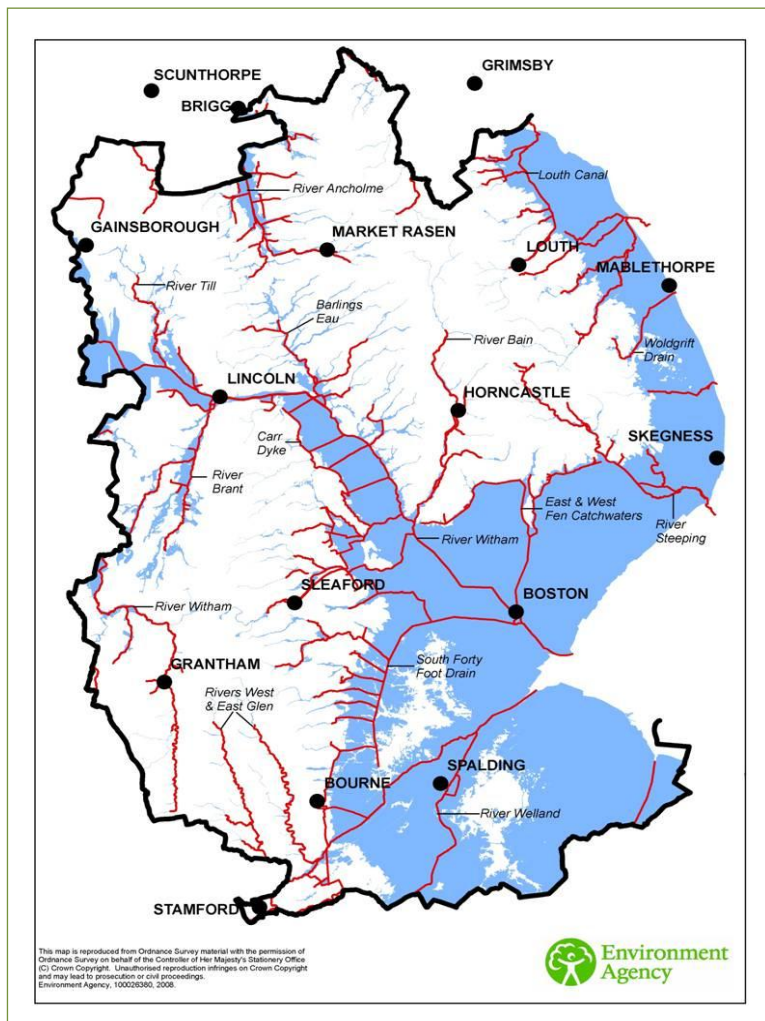 SCUNTHORPE
GRIMSBY
BRIGG
Louth Canal
River Ancholme
GAINSBOROUGH
MARKET RASEN
LOUTH
MABLETHORPE
River Till
Barlings
Eau
River Bain
Woldgrift
Drain
LINCOLN
HORNCASTLE
Carr
Dyke
SKEGNESS
River
Brant
East & West
Fen Catchwaters
River
Steeping
River Witham
SLEAFORD
BOSTON
River Witham
GRANTHAM
South Forty
Foot Drain
Rivers West
& East Glen
BOURNE
SPALDING
River Welland
STAMFORD
This map is reproduced from Ordnance Survey material with the permission of
Ordnance Survey on behalf of the Controller of Her Majesty's Stationery Office
(C) Crown Copyright. Unauthorised reproduction infringes on Crown Copyright
and may lead to prosecution or civil proceedings.
Environment Agency, 100026380, 2008.
Environment
Agency